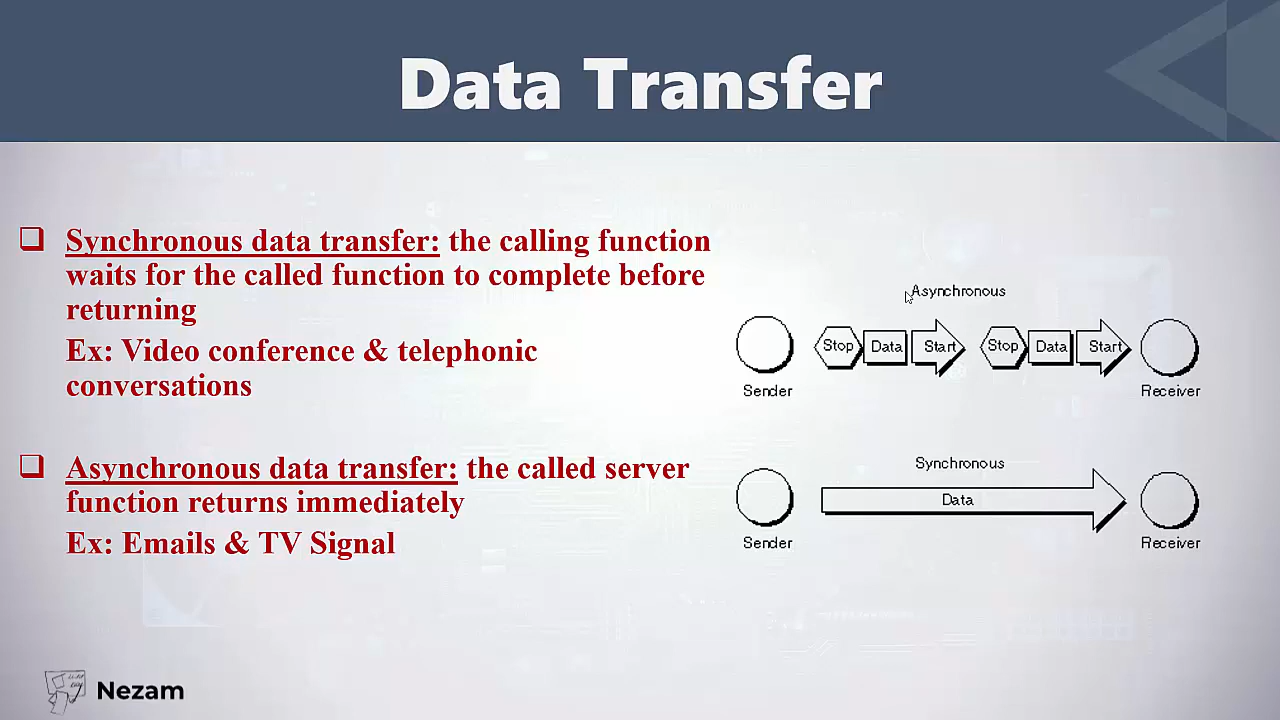 Data Transfer
Synchronous data transfer: the calling function
waits for the called function to complete before
returning
Ex: Video conference & telephonic
conversations
Asynchronous data transfer: the called server
function returns immediately
Ex: Emails & TV Signal
Asynchronous
Stop Data Start Stop Data Start
Sender Receiver
Synchronous
Data
Sender Receiver
Nezam